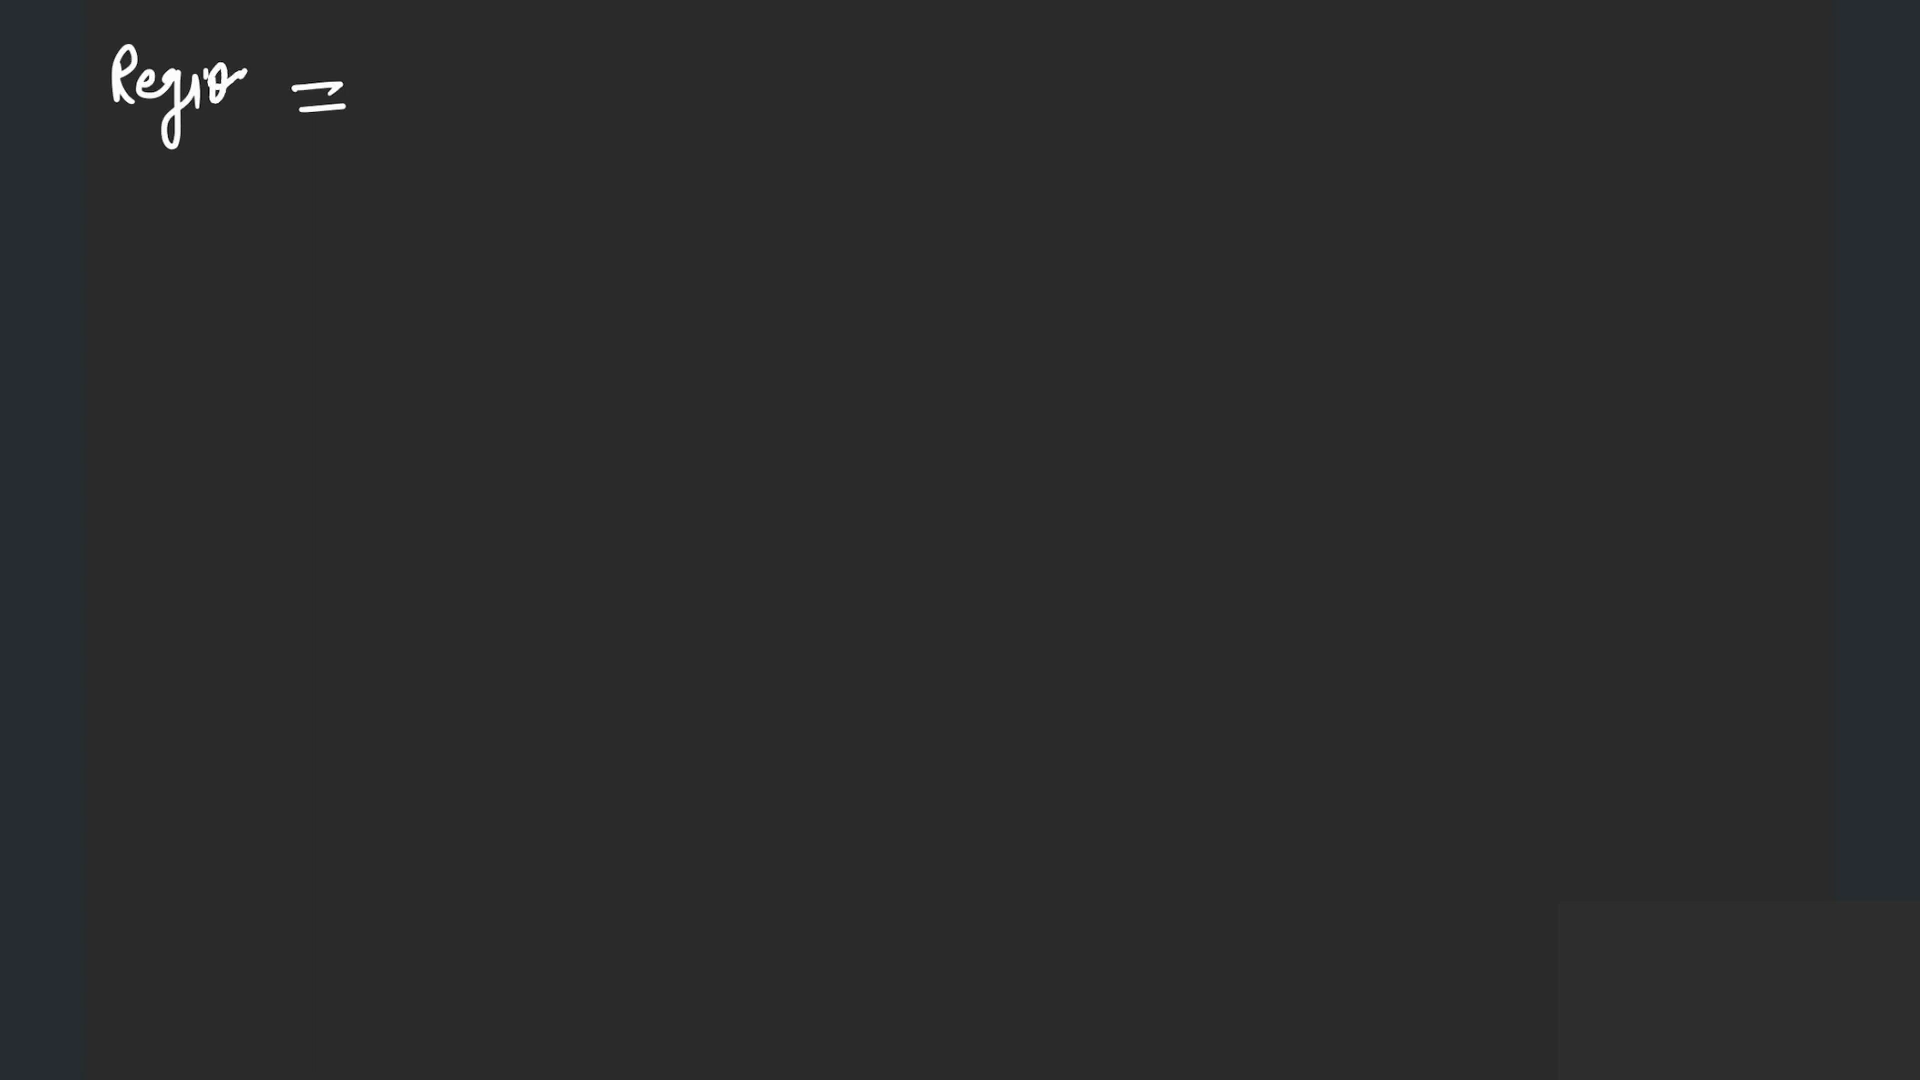 Regio =